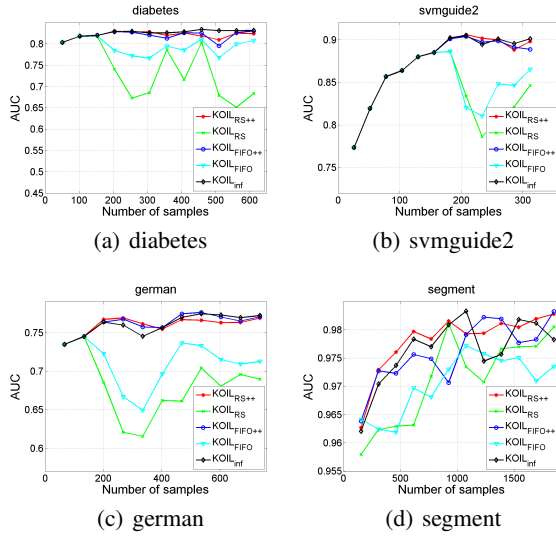 diabetes
AUC
0.8
0.75
0.7
0.65
0.6
0.55
0.5
0.45
0
200
400
600
Number of samples
KOIL_RS++
KOIL_RS
KOIL_FIFO++
KOIL_FIFO
KOIL_inf
(a) diabetes
svmguide2
AUC
0.9
0.85
0.8
0.75
0
100
200
300
Number of samples
KOIL_RS++
KOIL_RS
KOIL_FIFO++
KOIL_FIFO
KOIL_inf
(b) svmguide2
german
AUC
0.75
0.7
0.65
0.6
0
200
400
600
Number of samples
KOIL_RS++
KOIL_RS
KOIL_FIFO++
KOIL_FIFO
KOIL_inf
(c) german
segment
AUC
0.98
0.975
0.97
0.965
0.96
0.955
0
500
1000
1500
Number of samples
KOIL_RS++
KOIL_RS
KOIL_FIFO++
KOIL_FIFO
KOIL_inf
(d) segment